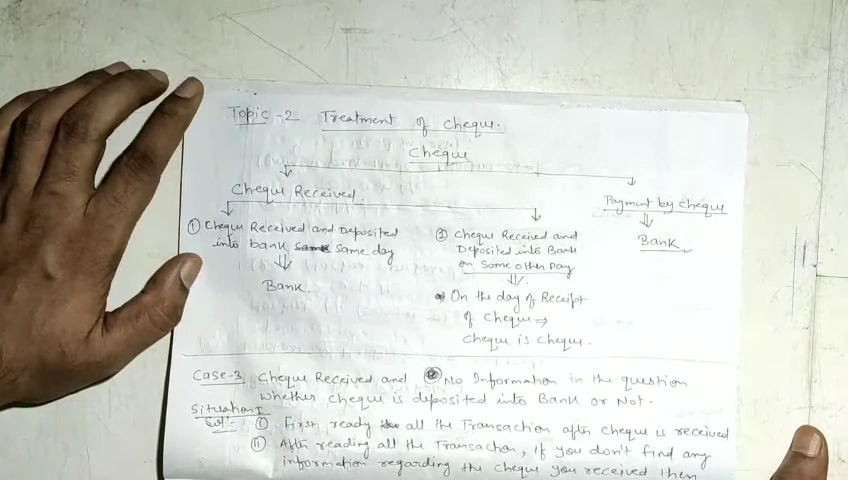 Topic-2 Treatment of cheque.
Cheque
Cheque Received.
Payment by cheque
① Cheque Received and Deposited
into bank same day
Bank.
② Cheque Received and
Deposited into Bank
on Some other Day
On the day of Receipt
of cheque ⇒
cheque is cheque.
Bank
Case-3 Cheque Received and No Information in the question
whether cheque is deposited into Bank or Not.
Situation I
Sol: ① First ready all the Transaction after cheque is received
② After reading all the Transaction, if you don't find any
information regarding the cheque you received then